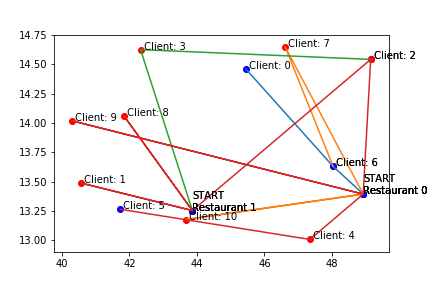 14.75
14.50
14.25
14.00
13.75
13.50
13.25
13.00
40
42
44
46
48
Client: 3
Client: 7
Client: 2
Client: 0
Client: 9
Client: 8
Client: 6
Client: 1
START
Restaurant 0
START
Restaurant 1
Client: 5
Client: 10
Client: 4